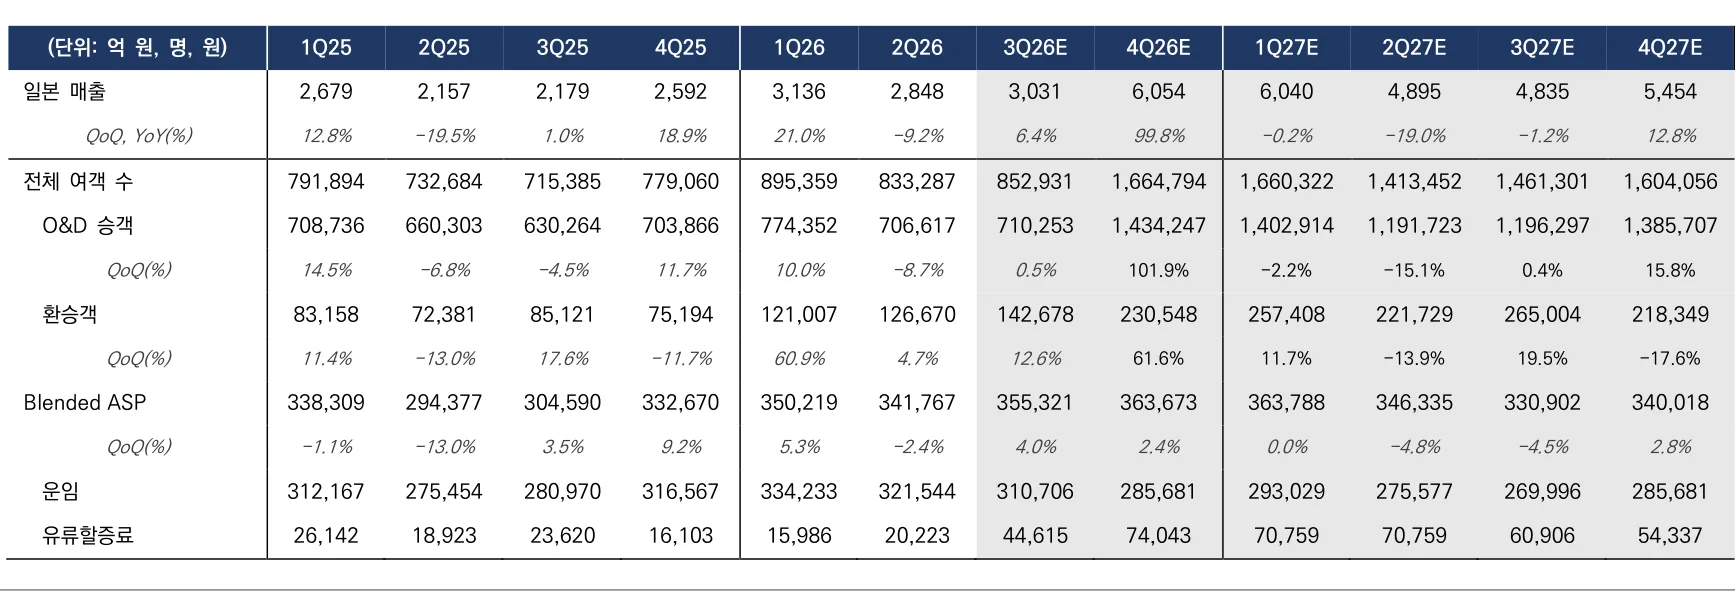 (단위: 억 원, 명, 원) 1Q25 2Q25 3Q25 4Q25 1Q26 2Q26 3Q26E 4Q26E 1Q27E 2Q27E 3Q27E 4Q27E
일본 매출 2,679 2,157 2,179 2,592 3,136 2,848 3,031 6,054 6,040 4,895 4,835 5,454
QoQ, YoY(%) 12.8% -19.5% 1.0% 18.9% 21.0% -9.2% 6.4% 99.8% -0.2% -19.0% -1.2% 12.8%
전체 여객 수 791,894 732,684 715,385 779,060 895,359 833,287 852,931 1,664,794 1,660,322 1,413,452 1,461,301 1,604,056
O&D 승객 708,736 660,303 630,264 703,866 774,352 706,617 710,253 1,434,247 1,402,914 1,191,723 1,196,297 1,385,707
QoQ(%) 14.5% -6.8% -4.5% 11.7% 10.0% -8.7% 0.5% 101.9% -2.2% -15.1% 0.4% 15.8%
환승객 83,158 72,381 85,121 75,194 121,007 126,670 142,678 230,548 257,408 221,729 265,004 218,349
QoQ(%) 11.4% -13.0% 17.6% -11.7% 60.9% 4.7% 12.6% 61.6% 11.7% -13.9% 19.5% -17.6%
Blended ASP 338,309 294,377 304,590 332,670 350,219 341,767 355,321 363,673 363,788 346,335 330,902 340,018
QoQ(%) -1.1% -13.0% 3.5% 9.2% 5.3% -2.4% 4.0% 2.4% 0.0% -4.8% -4.5% 2.8%
운임 312,167 275,454 280,970 316,567 334,233 321,544 310,706 285,681 293,029 275,577 269,996 285,681
유류할증료 26,142 18,923 23,620 16,103 15,986 20,223 44,615 74,043 70,759 70,759 60,906 54,337